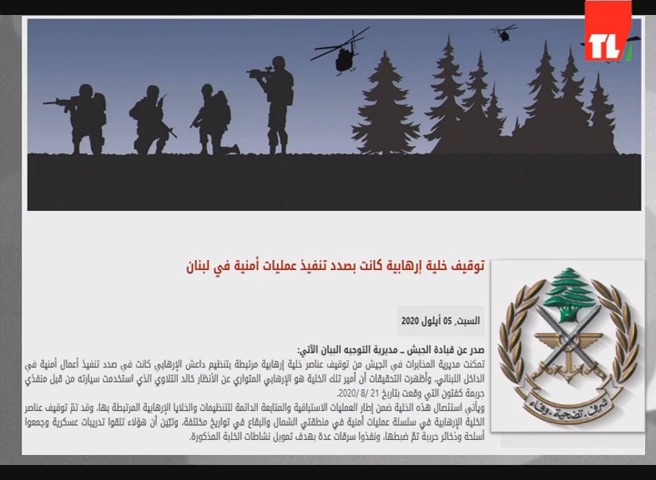 TL
توقيف خلية إرهابية كانت بصدد تنفيذ عمليات أمنية في لبنان
السبت, 05 أيلول 2020
صدر عن قيادة الجيش – مديرية التوجيه البيان الآتي:
تمكنت مديرية المخابرات في الجيش من توقيف عناصر خلية إرهابية مرتبطة بتنظيم داعش الإرهابي كانت في صدد تنفيذ أعمال أمنية في
الداخل اللبناني، وأظهرت التحقيقات أن أمير تلك الخلية هو الإرهابي المتواري عن الأنظار خالد التلاوي الذي استخدمت سيارته من قبل منفذي
جريمة كفتون التي وقعت بتاريخ 21 /8 /2020.
ويأتي استئصال هذه الخلية ضمن إطار العمليات الاستباقية والمتابعة الدائمة للتنظيمات والخلايا الإرهابية المرتبطة بها، وقد تمّ توقيف عناصر
الخلية الإرهابية في سلسلة عمليات أمنية في منطقتي الشمال والبقاع في تواريخ مختلفة، وتبيّن أن هؤلاء تلقوا تدريبات عسكرية وجمعوا
أسلحة وذخائر حربية تمّ ضبطها، ونفذوا سرقات عدة بهدف تمويل نشاطات الخلية المذكورة.
شرف.تضحية.وفاء